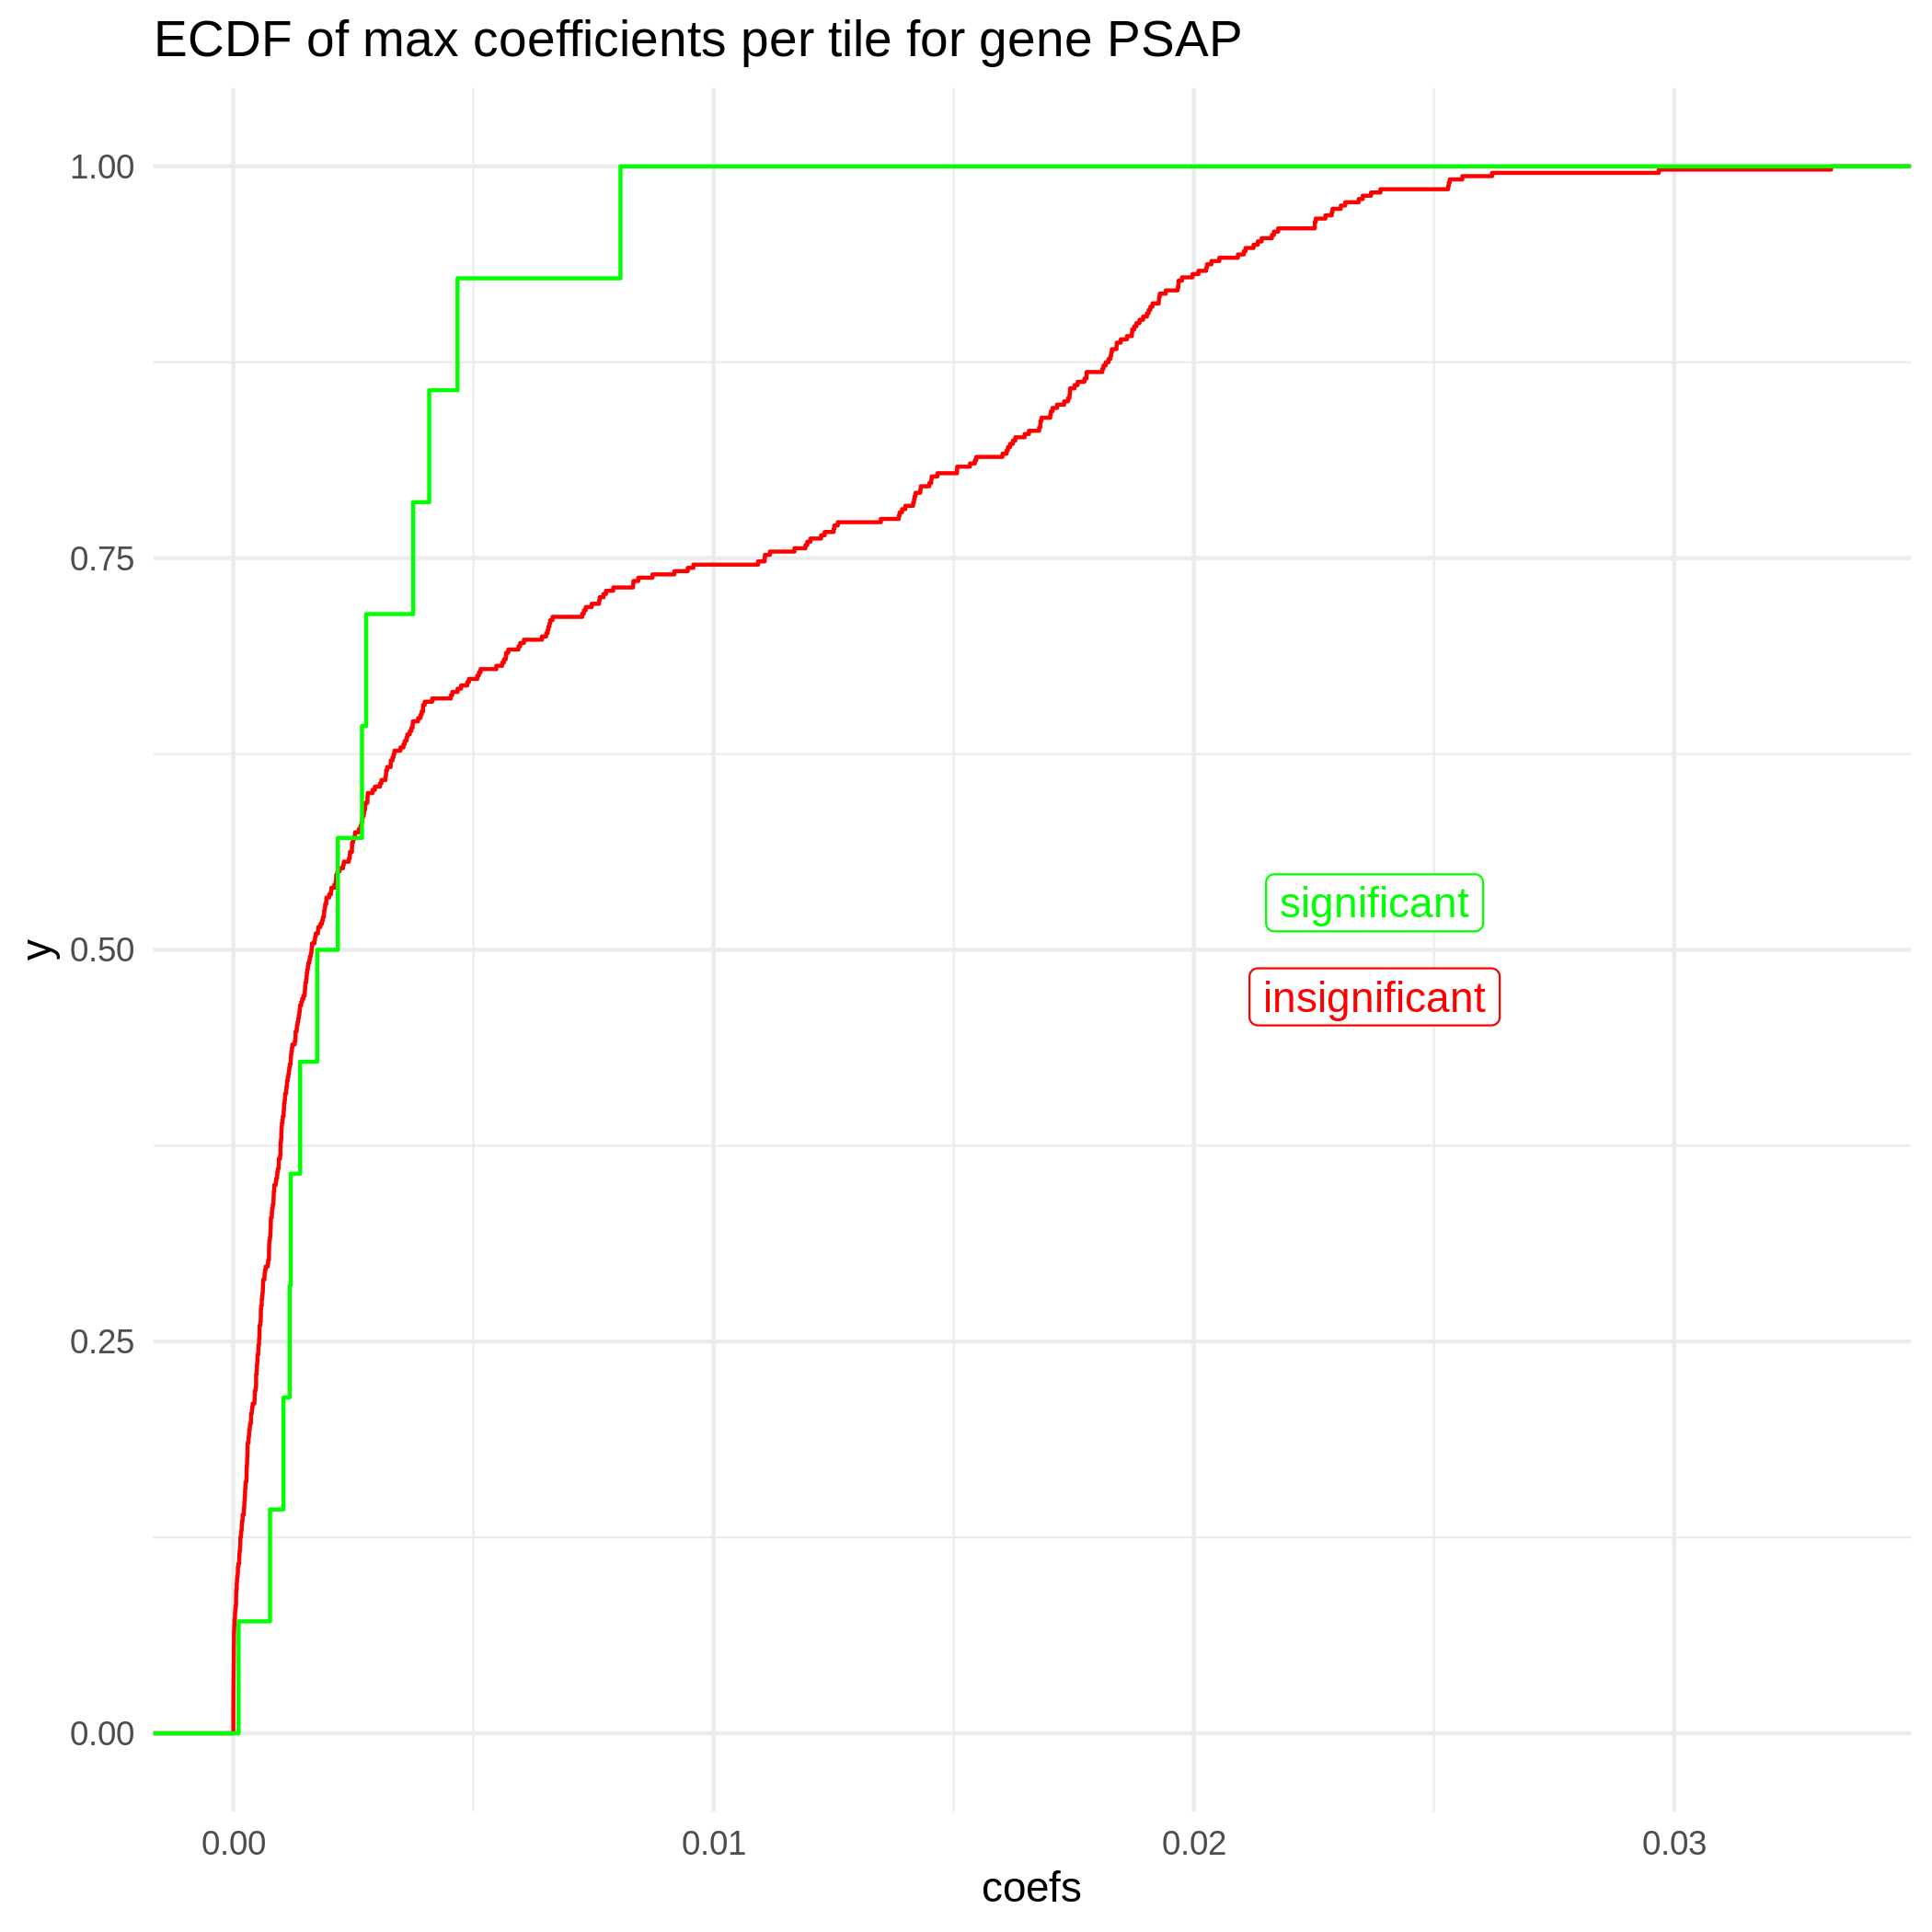 ECDF of max coefficients per tile for gene PSAP
1.00
0.75
0.50
0.25
0.00
y
significant
insignificant
0.00 0.01 0.02 0.03
coefs